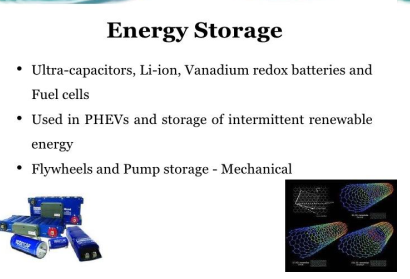 Energy Storage
• Ultra-capacitors, Li-ion, Vanadium redox batteries and
Fuel cells
• Used in PHEVs and storage of intermittent renewable
energy
• Flywheels and Pump storage - Mechanical